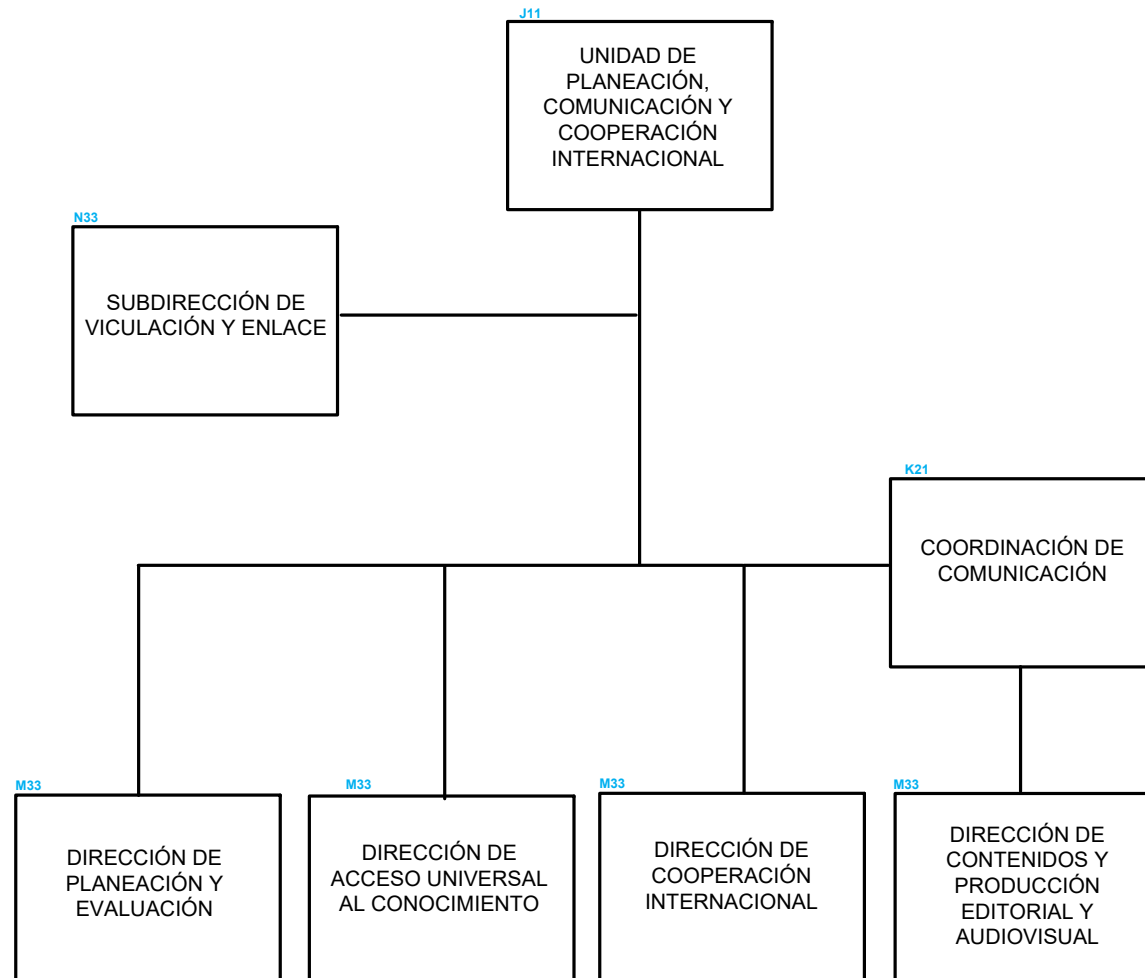 J11
UNIDAD DE
PLANEACIÓN,
COMUNICACIÓN Y
COOPERACIÓN
INTERNACIONAL
N33
SUBDIRECCIÓN DE
VICULACIÓN Y ENLACE
K21
COORDINACIÓN DE
COMUNICACIÓN
M33
DIRECCIÓN DE
PLANEACIÓN Y
EVALUACIÓN
M33
DIRECCIÓN DE
ACCESO UNIVERSAL
AL CONOCIMIENTO
M33
DIRECCIÓN DE
COOPERACIÓN
INTERNACIONAL
M33
DIRECCIÓN DE
CONTENIDOS Y
PRODUCCIÓN
EDITORIAL Y
AUDIOVISUAL